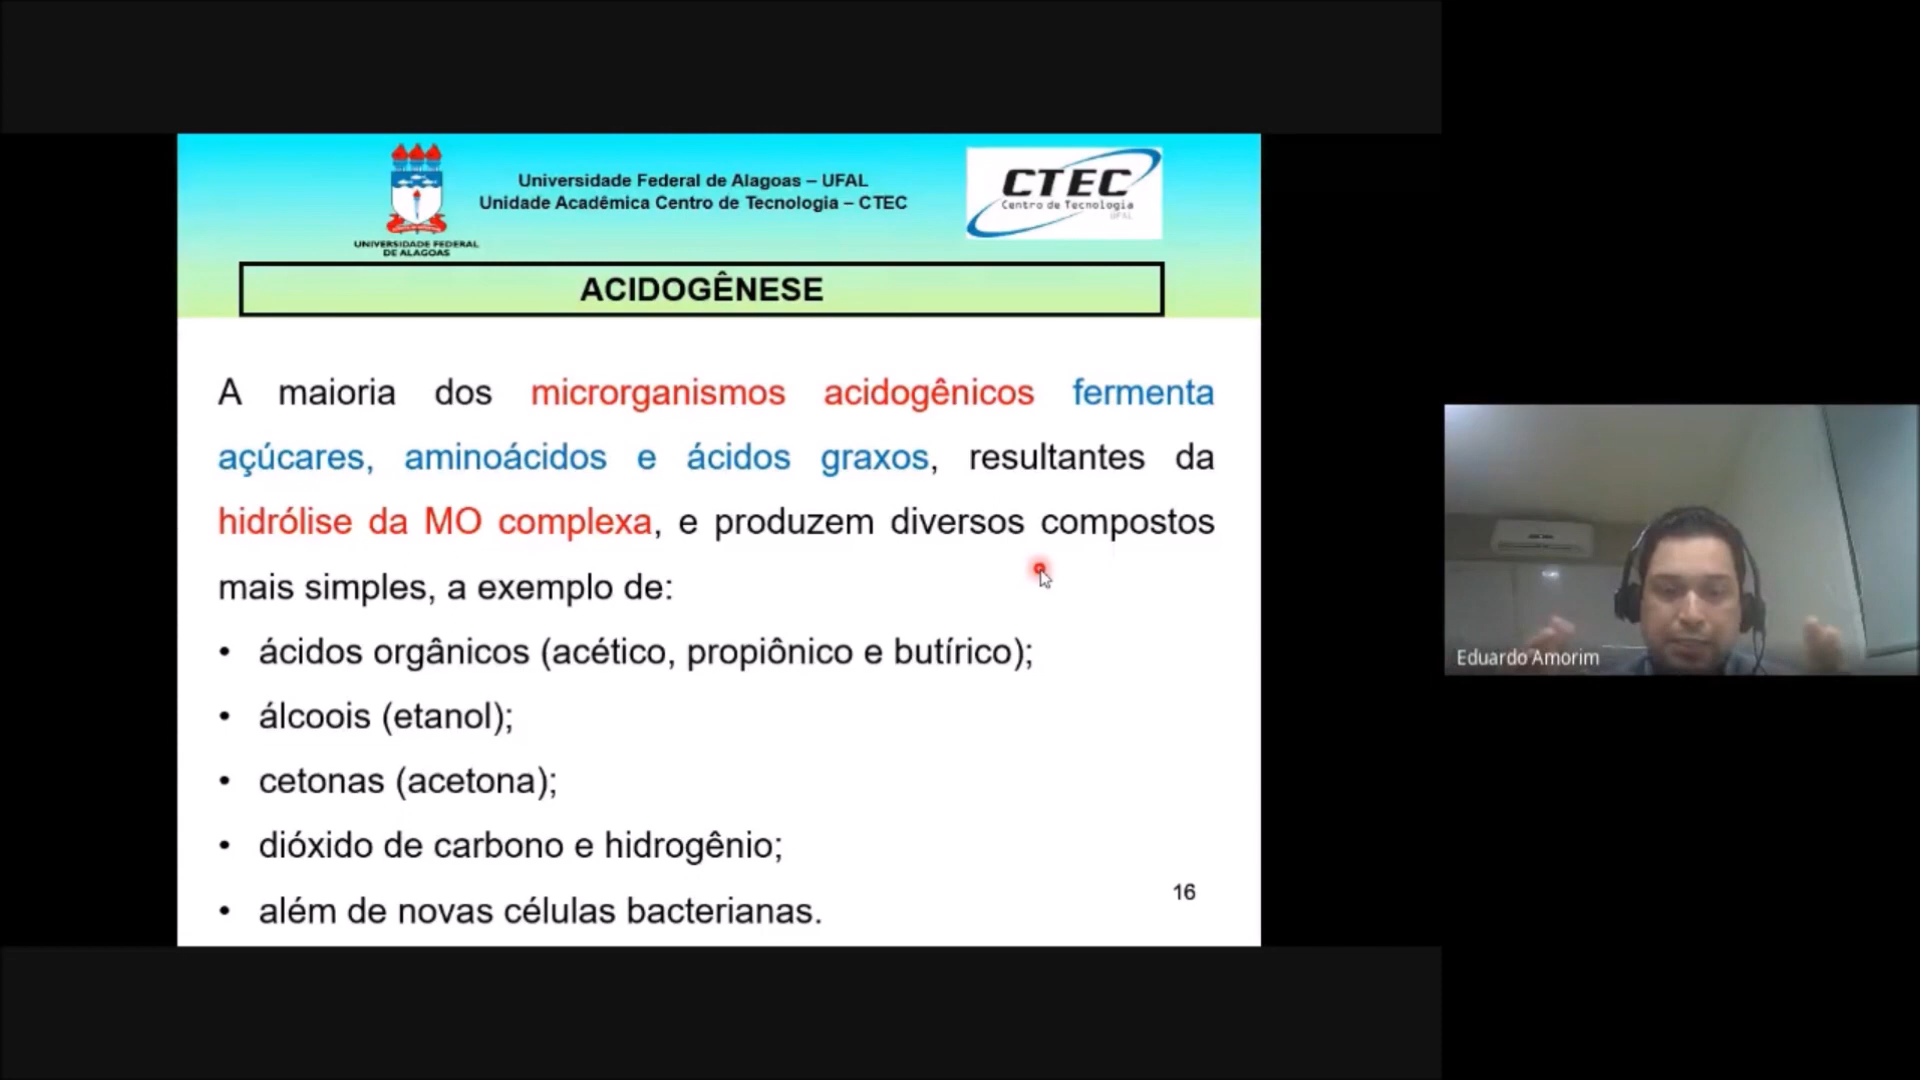 Universidade Federal de Alagoas – UFAL
Unidade Acadêmica Centro de Tecnologia – CTEC
UNIVERSIDADE FEDERAL
DE ALAGOAS
CTEC
Centro de Tecnologia
UFAL
ACIDOGÊNESE
A maioria dos microrganismos acidogênicos fermenta
açúcares, aminoácidos e ácidos graxos, resultantes da
hidrólise da MO complexa, e produzem diversos compostos
mais simples, a exemplo de:
• ácidos orgânicos (acético, propiônico e butírico);
• álcoois (etanol);
• cetonas (acetona);
• dióxido de carbono e hidrogênio;
• além de novas células bacterianas.
16
Eduardo Amorim